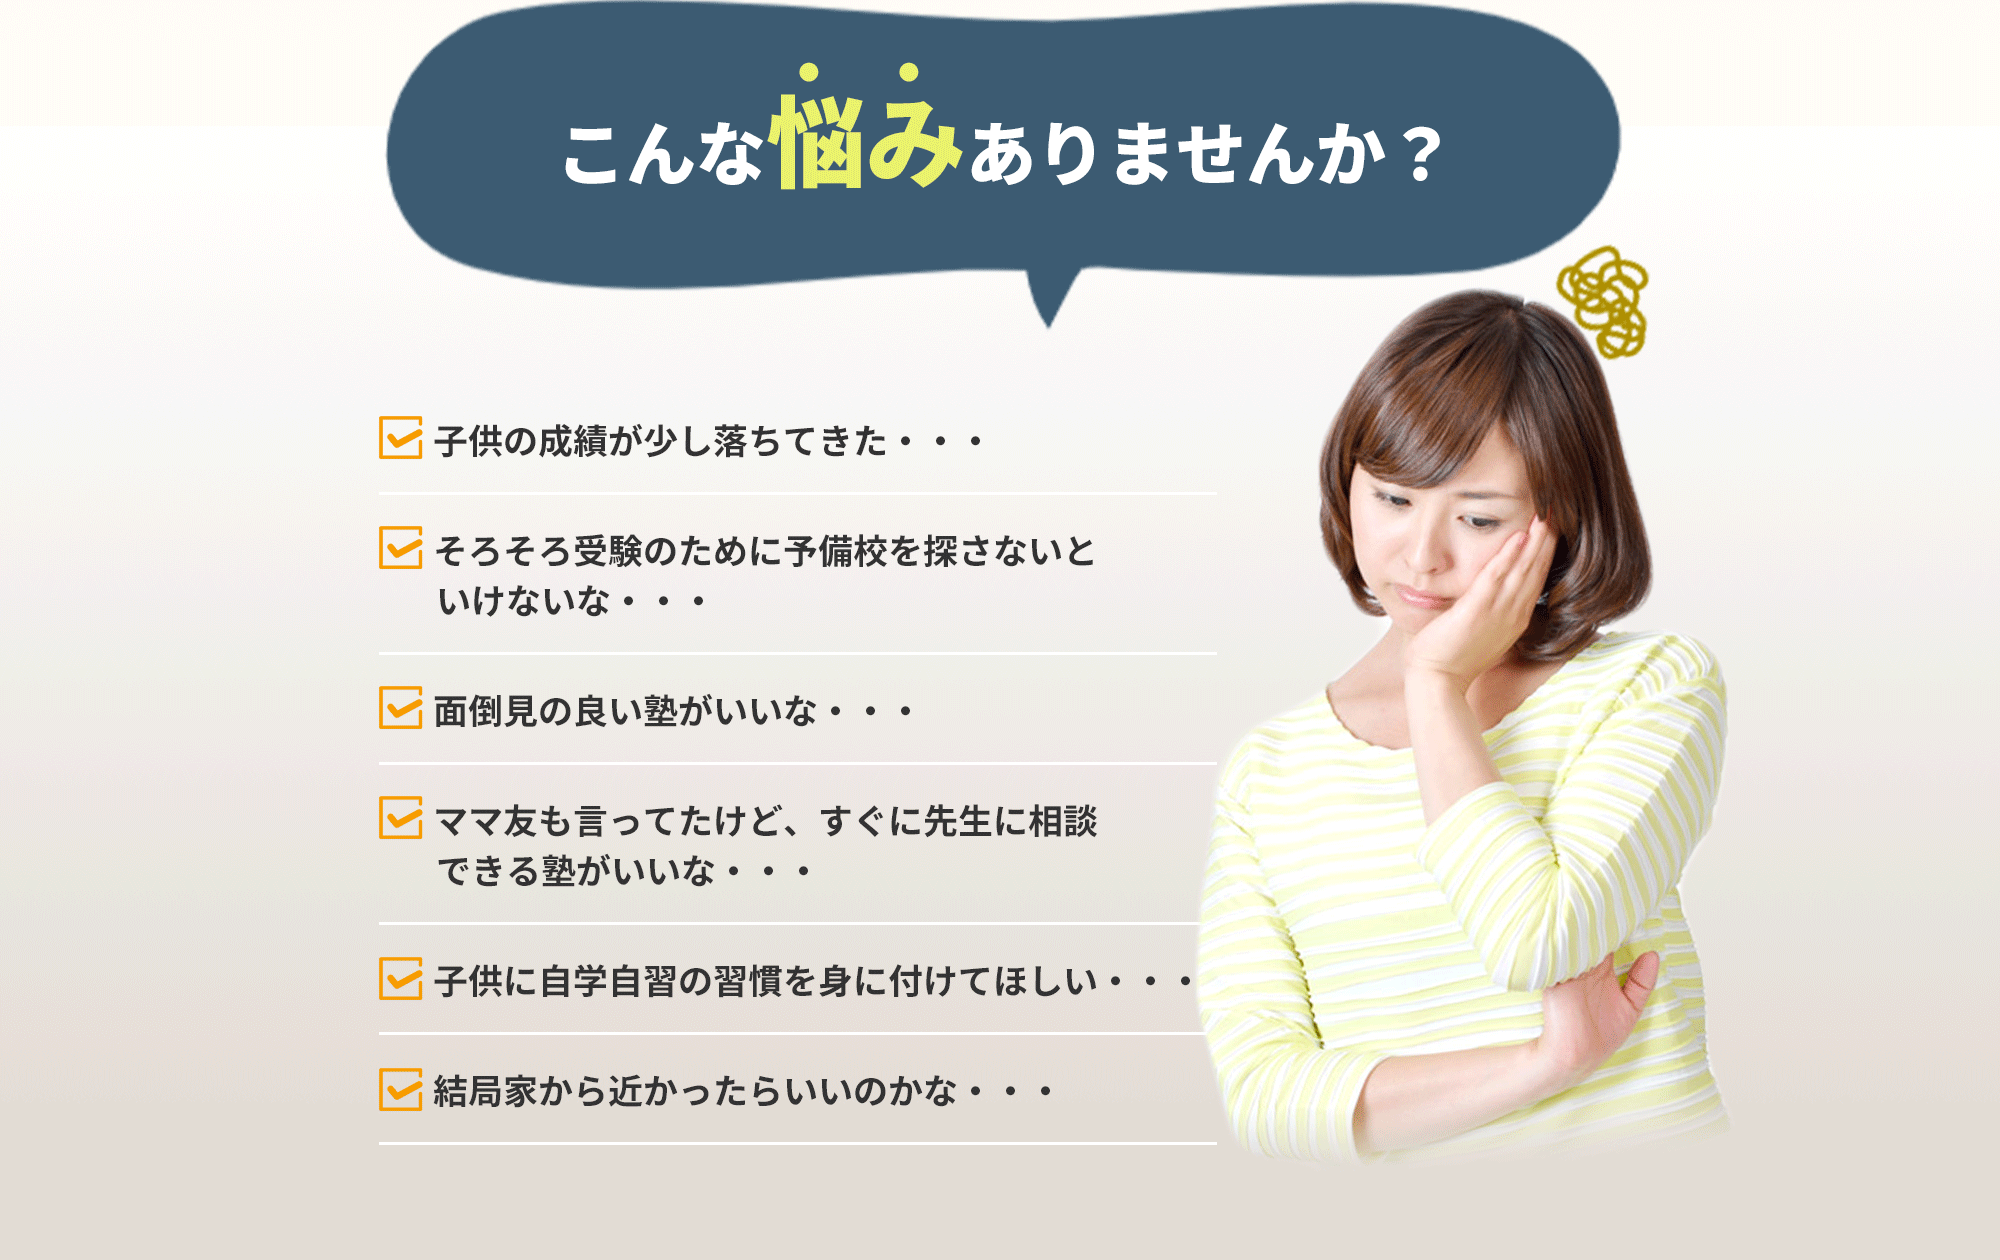 こんな悩みありませんか？
子供の成績が少し落ちてきた・・・
そろそろ受験のために予備校を探さないと
いけないな・・・
面倒見の良い塾がいいな・・・
ママ友も言ってたけど、すぐに先生に相談
できる塾がいいな・・・
子供に自学自習の習慣を身に付けてほしい・・・
結局家から近かったらいいのかな・・・